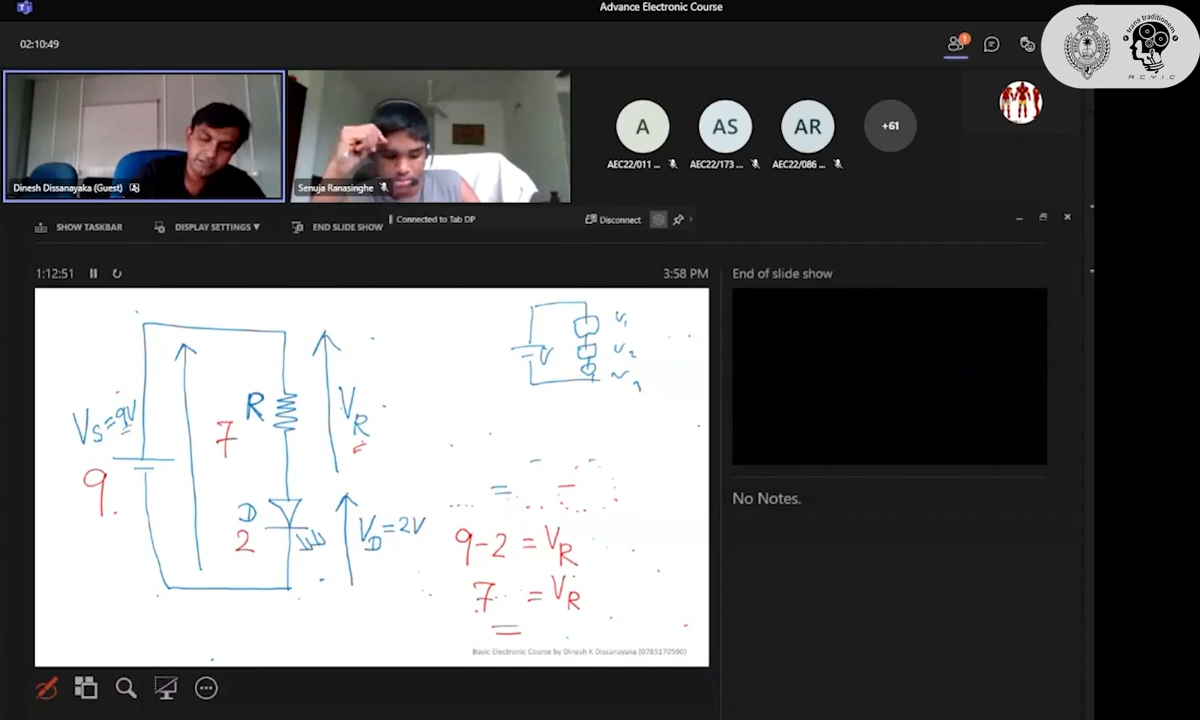 Advance Electronic Course
02:10:49
1
A.C.Y.I.C
trans traditionem
Dinesh Dissanayaka (Guest)
Senuja Ranasinghe
A
AS
AR
+61
AEC22/011 ...
AEC22/173 ...
AEC22/086 ...
SHOW TASKBAR
DISPLAY SETTINGS ▼
END SLIDE SHOW
Connected to Tab DP
Disconnect
1:12:51
3:58 PM
End of slide show
V
V1
V2
Vs=9V
9.
7
R
VR
D
2
VD=2V
= -
9-2 = VR
7 = VR
Basic Electronic Course by Dinesh K Dissanayaka (0785170590)
No Notes.